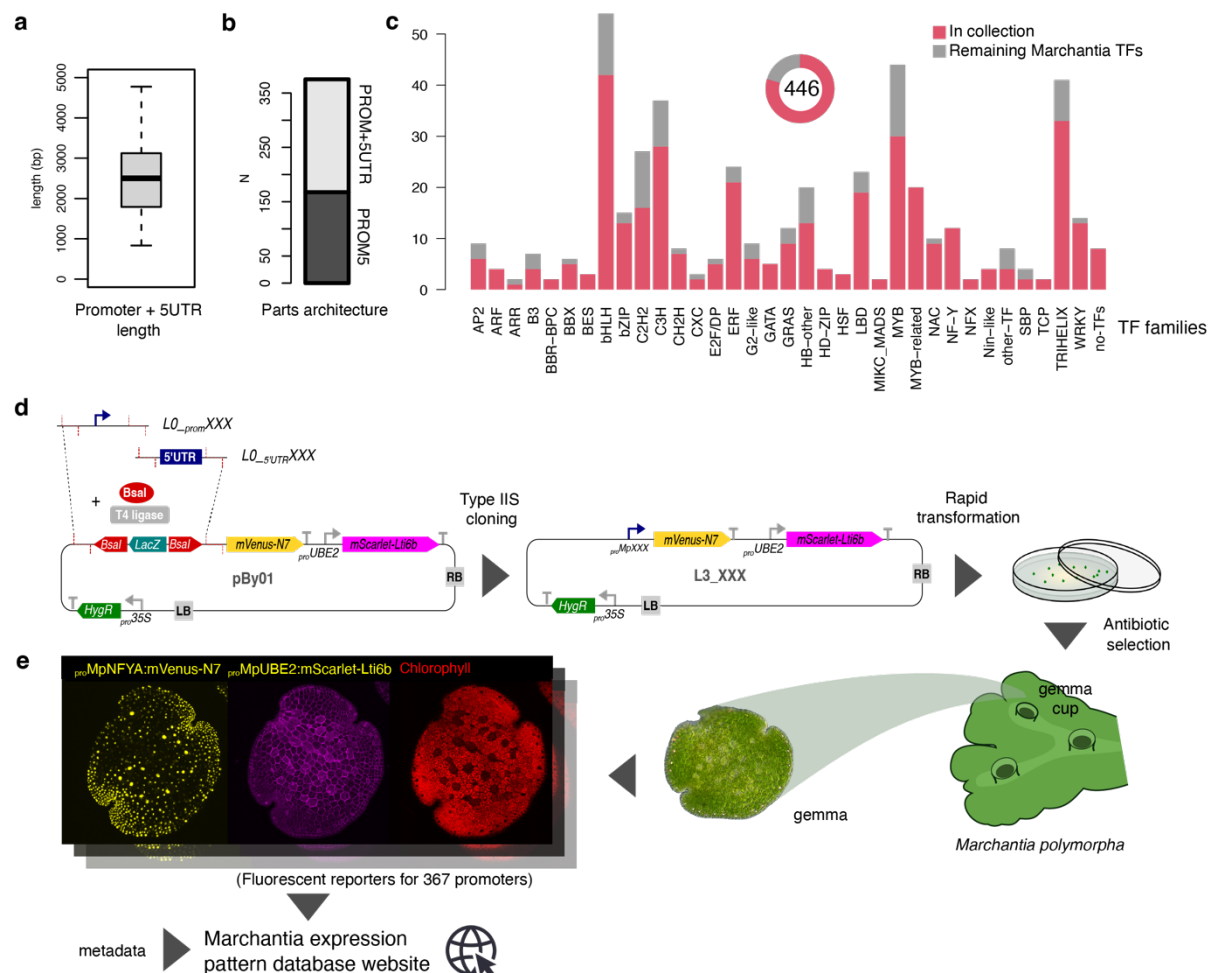 a
length (bp)
5000
4000
3000
2000
1000
0
Promoter + 5UTR
length
b
N
350
250
150
50
0
PROM+5UTR
PROM5
Parts architecture
c
50
40
30
20
10
0
446
In collection
Remaining Marchantia TFs
AP2
ARF
ARR
B3
BBR−BPC
BBX
BES
bHLH
bZIP
C2H2
C3H
CH2H
CXC
E2F/DP
ERF
G2−like
GATA
GRAS
HB−other
HD−ZIP
HSF
LBD
MIKC_MADS
MYB
MYB−related
NAC
NF−Y
NFX
Nin−like
other−TF
SBP
TCP
TRIHELIX
WRKY
no−TFs
TF families
d
L0_promXXX
5'UTR
L0_5'UTRXXX
+
BsaI
T4 ligase
BsaI LacZ BsaI
mVenus-N7
proUBE2
mScarlet-Lti6b
pBy01
RB
HygR
pro35S
LB
Type IIS
cloning
proMpXXX
mVenus-N7
proUBE2
mScarlet-Lti6b
L3_XXX
RB
HygR
pro35S
LB
Rapid
transformation
Antibiotic
selection
e
proMpNFYA:mVenus-N7 proMpUBE2:mScarlet-Lti6b Chlorophyll
gemma
gemma
cup
Marchantia polymorpha
(Fluorescent reporters for 367 promoters)
metadata
Marchantia expression
pattern database website